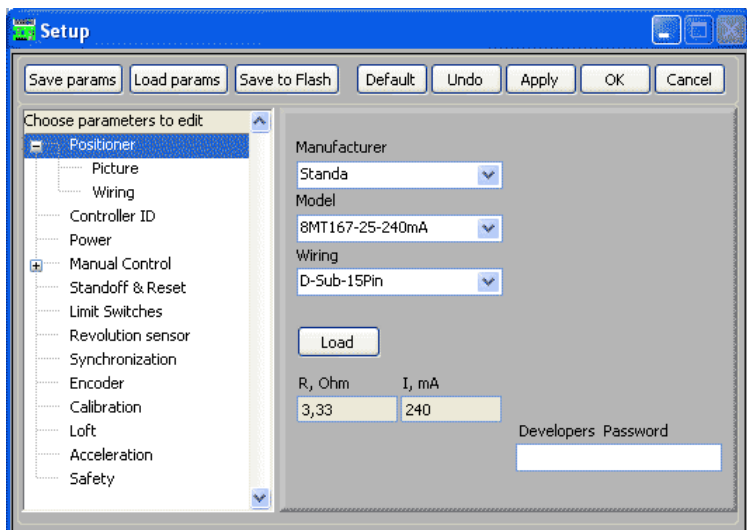 Setup
Save params Load params Save to Flash Default Undo Apply OK Cancel
Choose parameters to edit
Positioner
Picture
Wiring
Controller ID
Power
Manual Control
Standoff & Reset
Limit Switches
Revolution sensor
Synchronization
Encoder
Calibration
Loft
Acceleration
Safety
Manufacturer
Standa
Model
8MT167-25-240mA
Wiring
D-Sub-15Pin
Load
R, Ohm I, mA
3,33 240
Developers Password